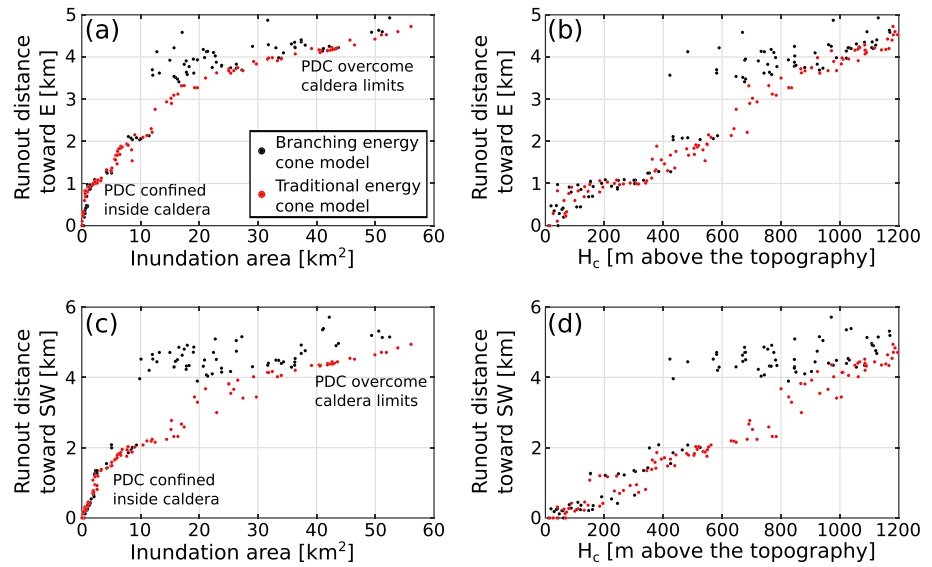 (a)
Runout distance
toward E [km]
5
4
3
2
1
0
PDC overcome
caldera limits
Branching energy
cone model
Traditional energy
cone model
PDC confined
inside caldera
0 10 20 30 40 50 60
Inundation area [km²]
(b)
Runout distance
toward E [km]
5
4
3
2
1
0
200 400 600 800 1000 1200
H_c [m above the topography]
(c)
Runout distance
toward SW [km]
6
4
2
0
PDC overcome
caldera limits
PDC confined
inside caldera
0 10 20 30 40 50 60
Inundation area [km²]
(d)
Runout distance
toward SW [km]
6
4
2
0
200 400 600 800 1000 1200
H_c [m above the topography]